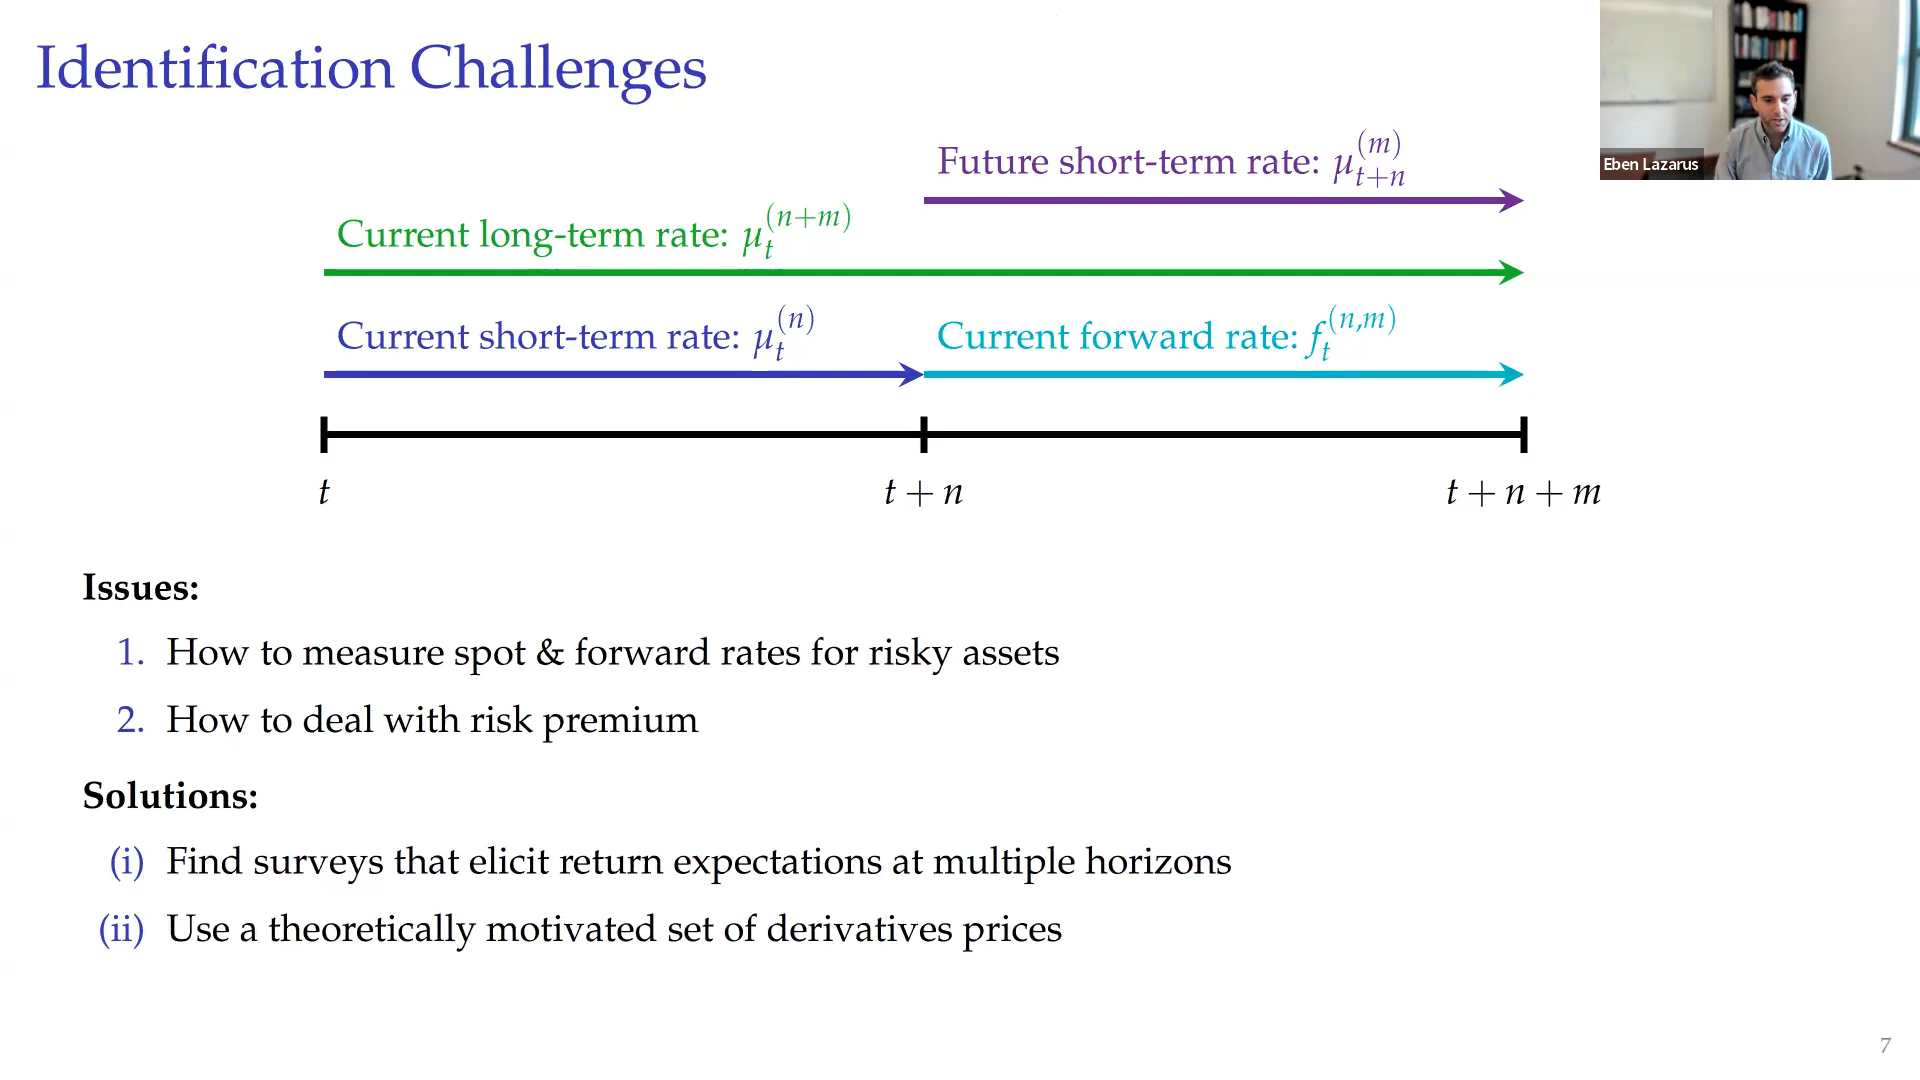 Identification Challenges
Eben Lazarus
Future short-term rate: μ_{t+n}^{(m)}
Current long-term rate: μ_t^{(n+m)}
Current short-term rate: μ_t^{(n)}
Current forward rate: f_t^{(n,m)}
t
t + n
t + n + m
Issues:
1. How to measure spot & forward rates for risky assets
2. How to deal with risk premium
Solutions:
(i) Find surveys that elicit return expectations at multiple horizons
(ii) Use a theoretically motivated set of derivatives prices
7